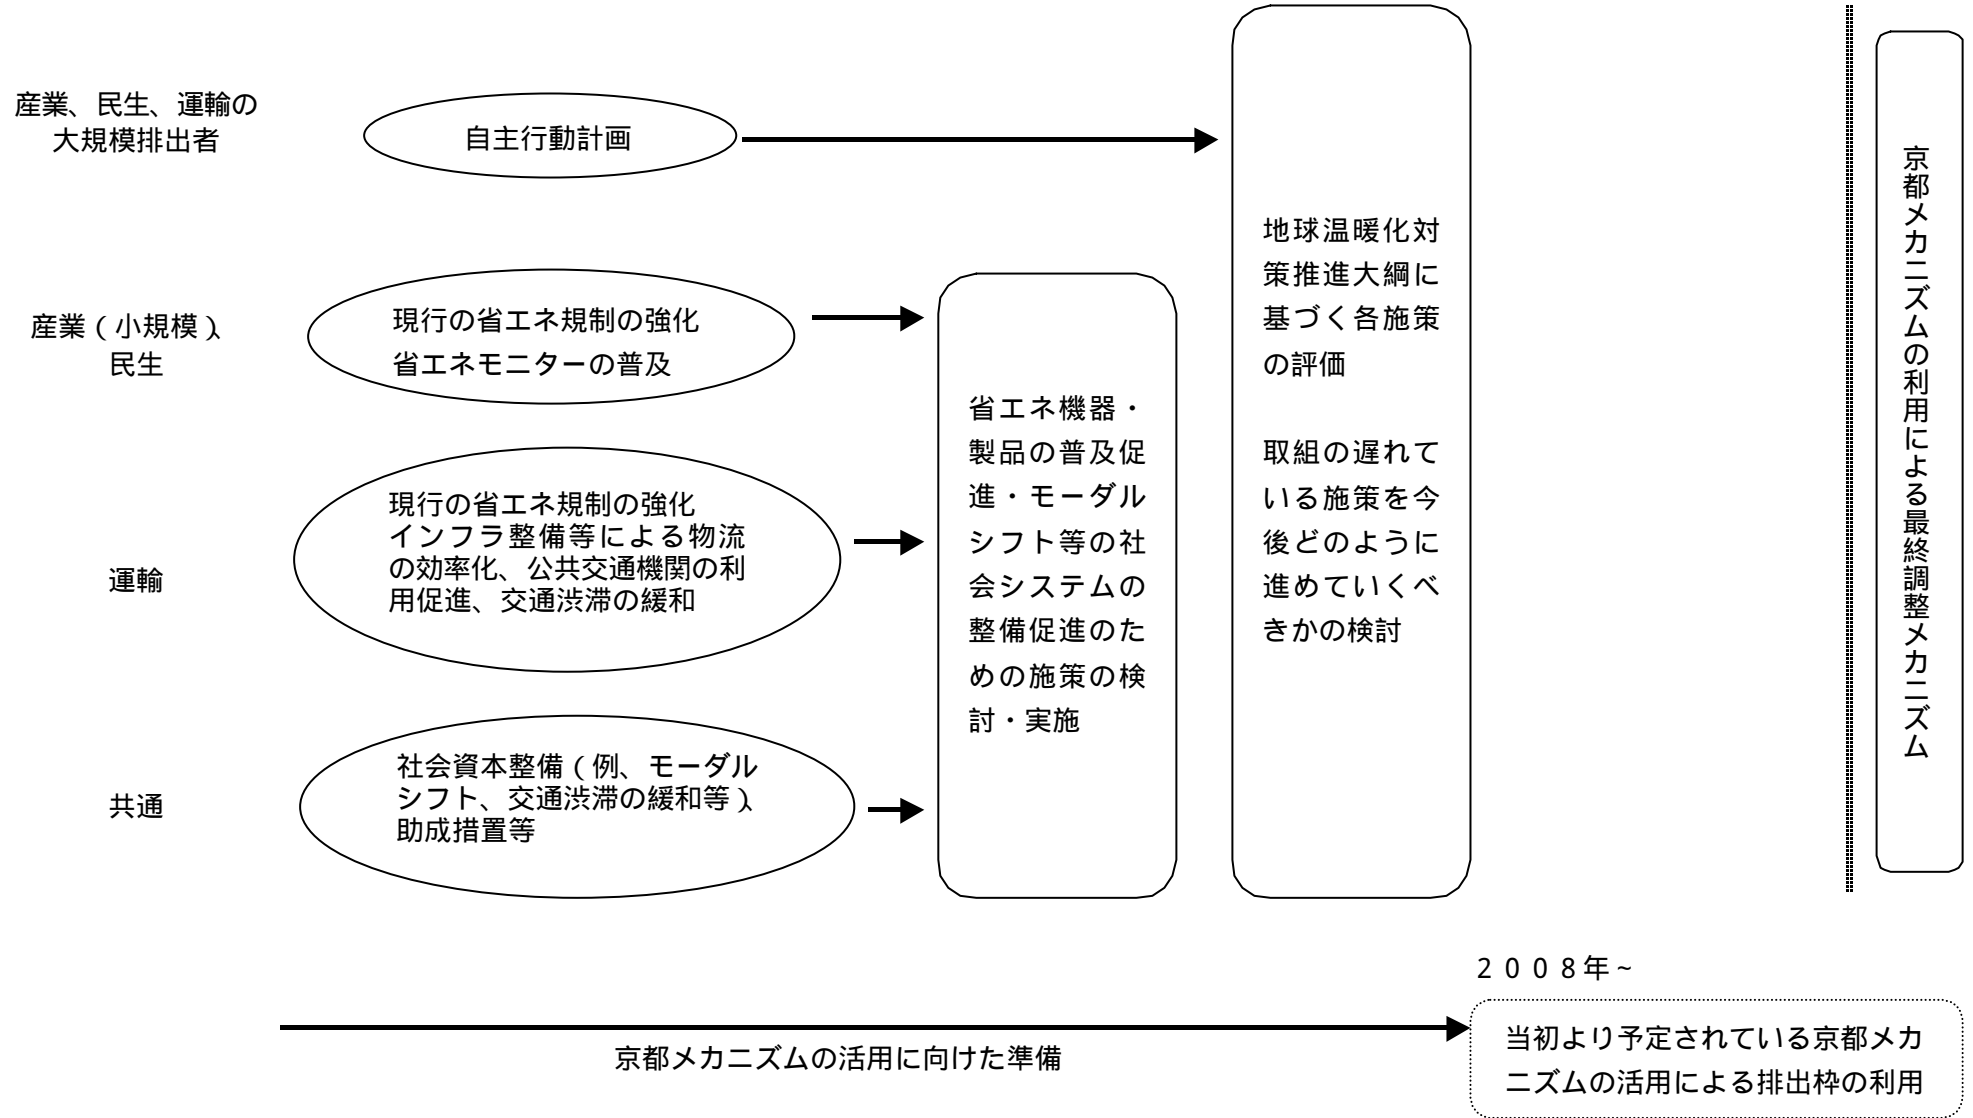 産業、民生、運輸の
大規模排出者
自主行動計画
産業(小規模)、
民生
現行の省エネ規制の強化
省エネモニターの普及
運輸
現行の省エネ規制の強化
インフラ整備等による物流
の効率化、公共交通機関の利
用促進、交通渋滞の緩和
共通
社会資本整備(例、モーダル
シフト、交通渋滞の緩和等)、
助成措置等
省エネ機器・
製品の普及促
進・モーダル
シフト等の社
会システムの
整備促進のた
めの施策の検
討・実施
地球温暖化対
策推進大綱に
基づく各施策
の評価
取組の遅れて
いる施策を今
後どのように
進めていくべ
きかの検討
京都メカニズムの利用による最終調整メカニズム
2008年~
京都メカニズムの活用に向けた準備
当初より予定されている京都メカ
ニズムの活用による排出枠の利用